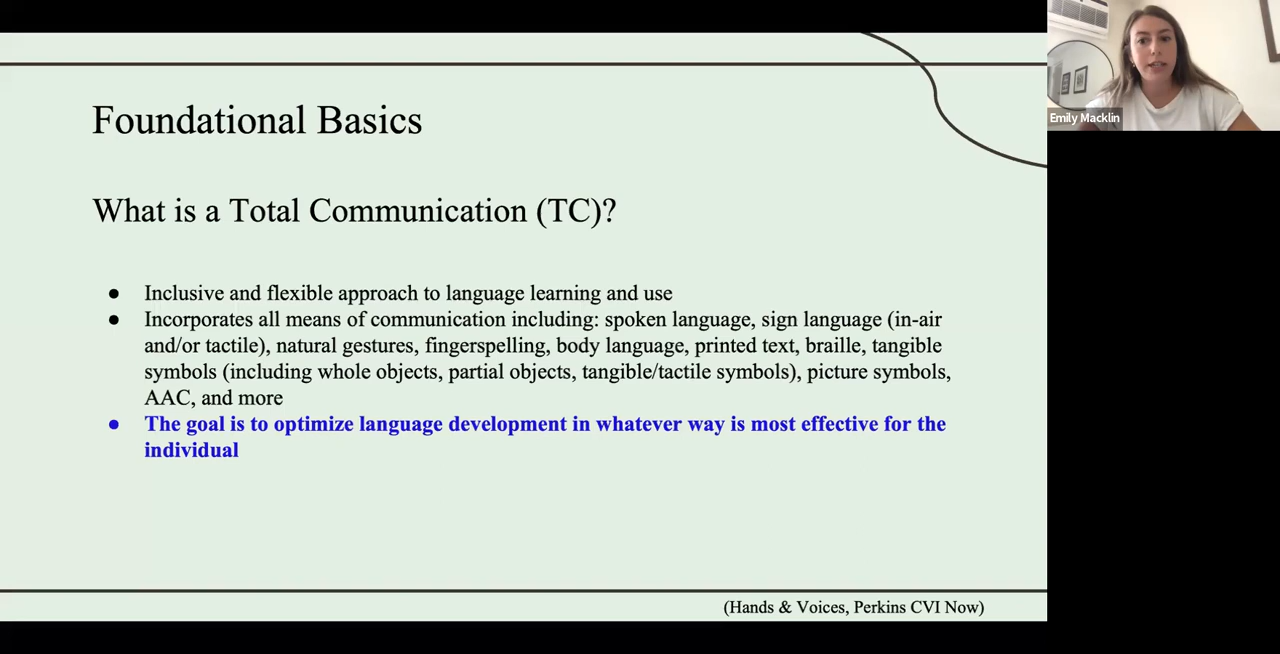 Foundational Basics
What is a Total Communication (TC)?
● Inclusive and flexible approach to language learning and use
● Incorporates all means of communication including: spoken language, sign language (in-air
and/or tactile), natural gestures, fingerspelling, body language, printed text, braille, tangible
symbols (including whole objects, partial objects, tangible/tactile symbols), picture symbols,
AAC, and more
● The goal is to optimize language development in whatever way is most effective for the
individual
(Hands & Voices, Perkins CVI Now)
Emily Macklin